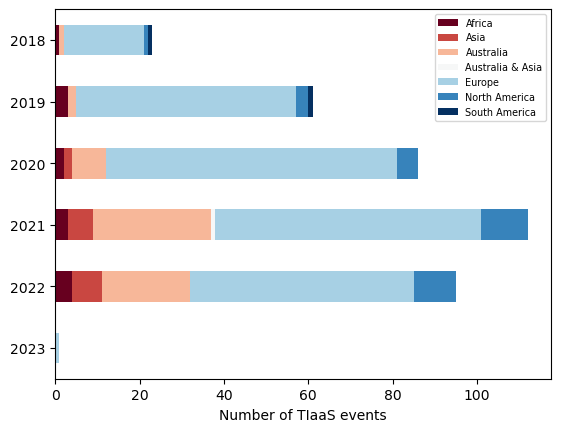 2018
2019
2020
2021
2022
2023
0 20 40 60 80 100
Number of TIaaS events
Africa
Asia
Australia
Australia & Asia
Europe
North America
South America